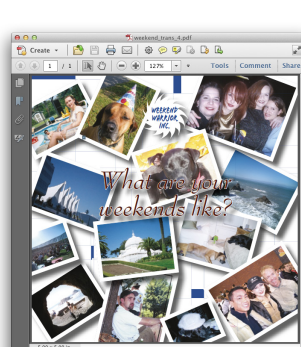 weekend_trans_4.pdf
Create
1 / 1 127% Tools Comment Share
WEEKEND
WARRIOR
INC.
What are your
weekends like?